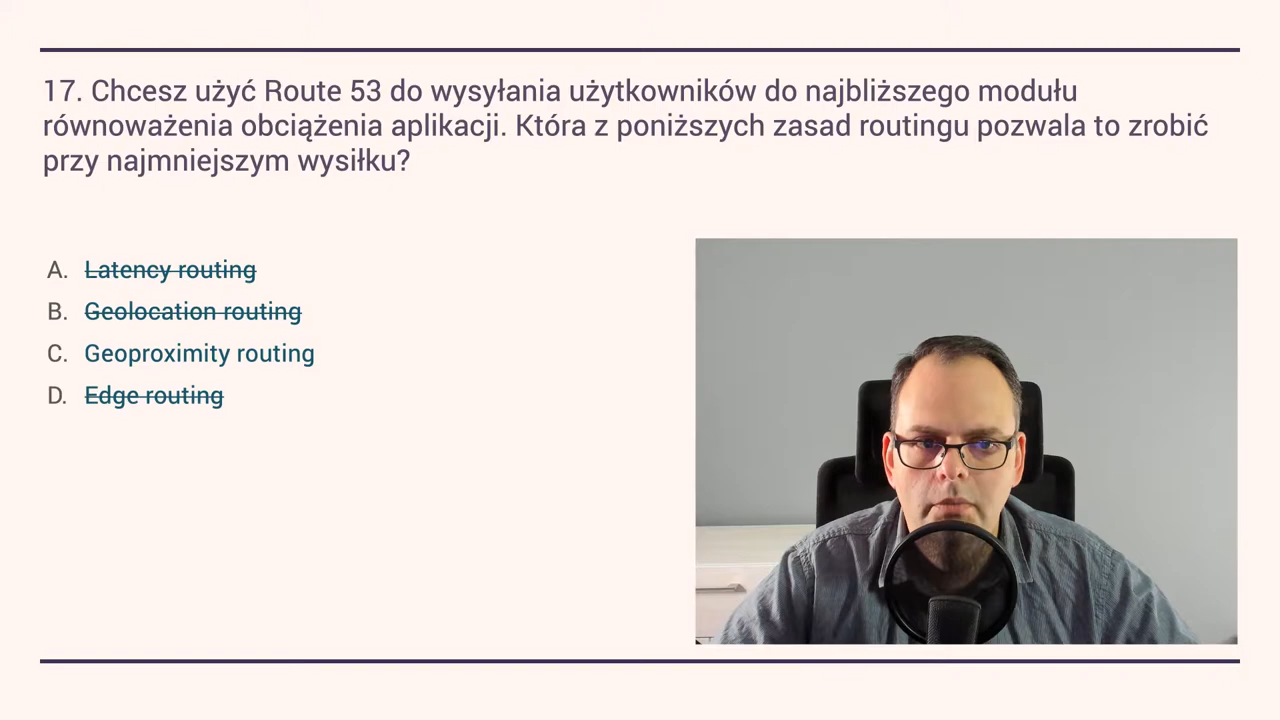 17. Chcesz użyć Route 53 do wysyłania użytkowników do najbliższego modułu
równoważenia obciążenia aplikacji. Która z poniższych zasad routingu pozwala to zrobić
przy najmniejszym wysiłku?
A. Latency routing
B. Geolocation routing
C. Geoproximity routing
D. Edge routing